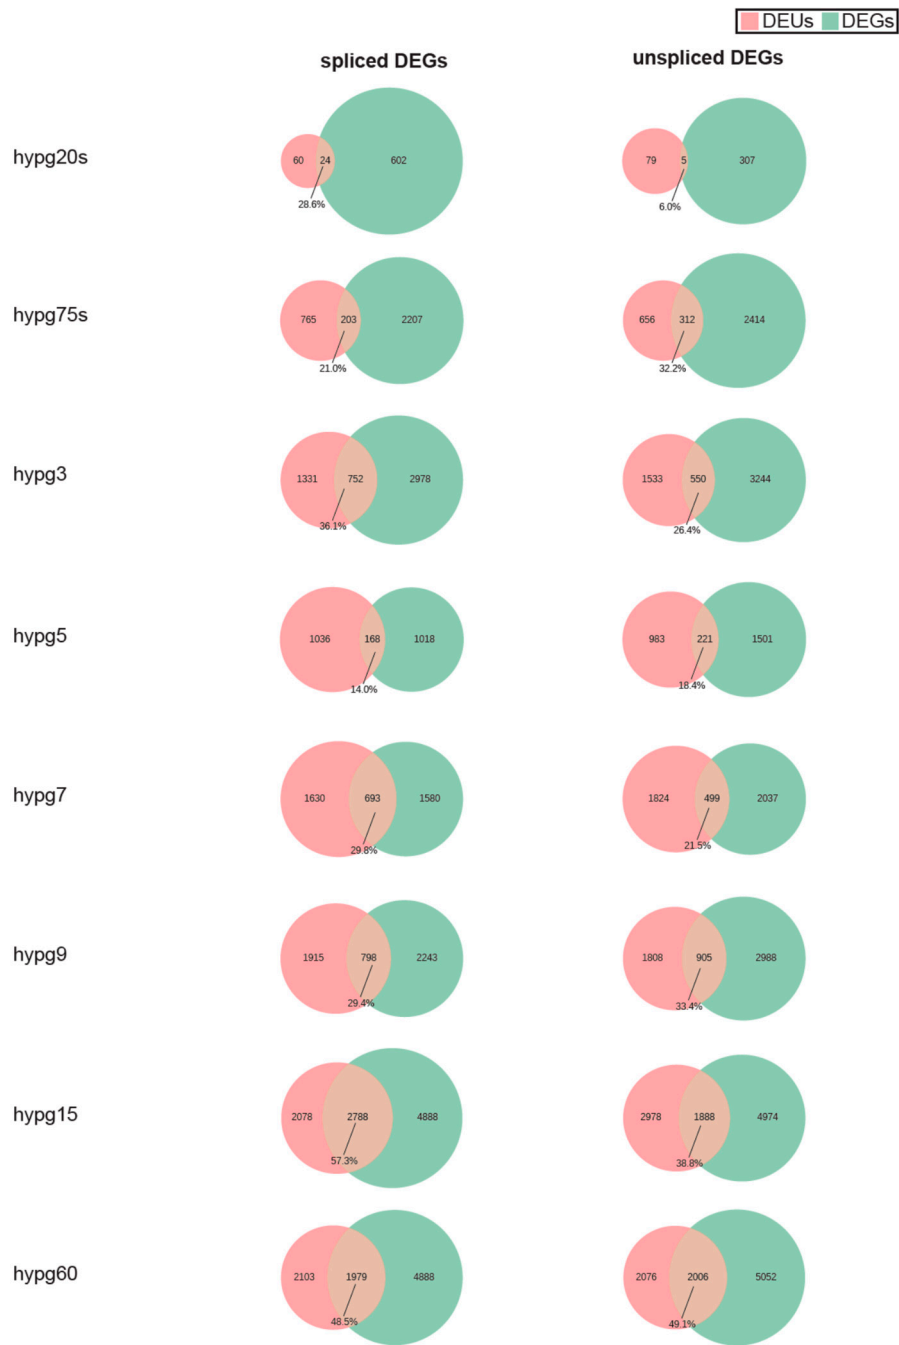 DEUs DEGs
spliced DEGs unspliced DEGs
hypg20s 60 24 602 79 5 307
28.6% 6.0%
hypg75s 765 203 2207 656 312 2414
21.0% 32.2%
hypg3 1331 752 2978 1533 550 3244
36.1% 26.4%
hypg5 1036 168 1018 983 221 1501
14.0% 18.4%
hypg7 1630 693 1580 1824 499 2037
29.8% 21.5%
hypg9 1915 798 2243 1808 905 2988
29.4% 33.4%
hypg15 2078 2788 4888 2978 1888 4974
57.3% 38.8%
hypg60 2103 1979 4888 2076 2006 5052
48.5% 49.1%